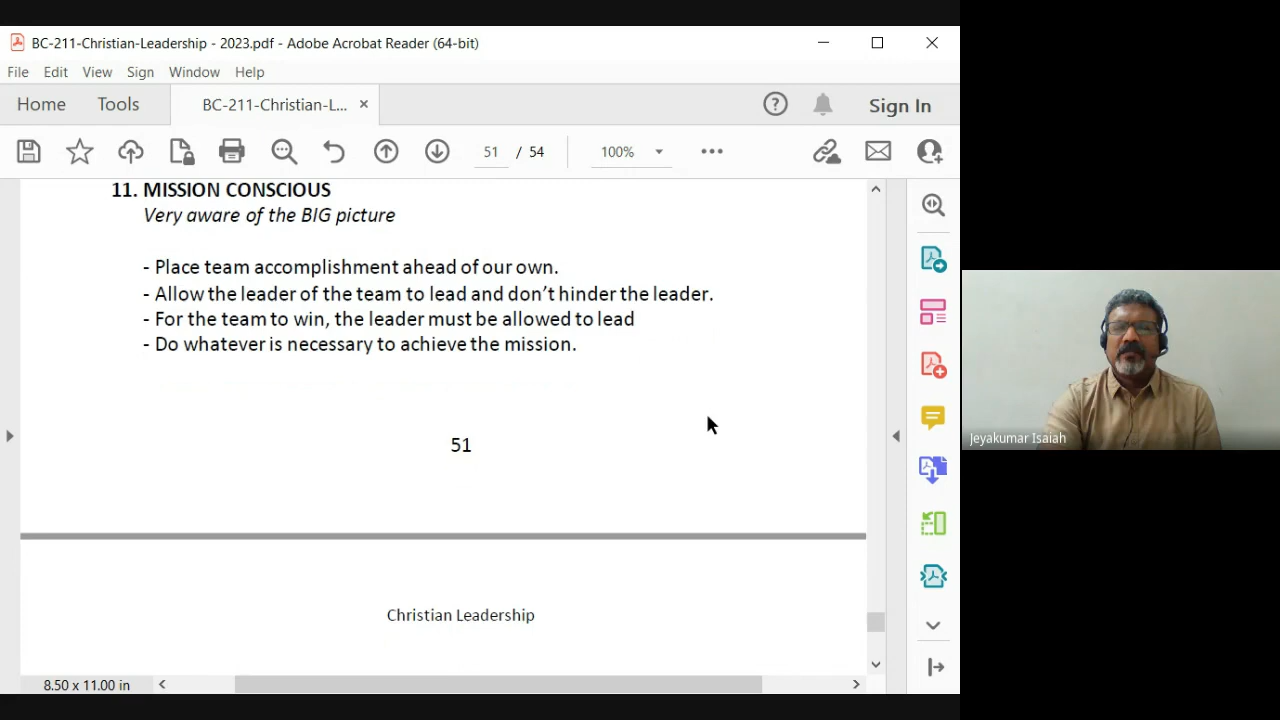 BC-211-Christian-Leadership - 2023.pdf - Adobe Acrobat Reader (64-bit)
File Edit View Sign Window Help
Home Tools BC-211-Christian-L... × Sign In
51 / 54 100%
11. MISSION CONSCIOUS
Very aware of the BIG picture
- Place team accomplishment ahead of our own.
- Allow the leader of the team to lead and don’t hinder the leader.
- For the team to win, the leader must be allowed to lead
- Do whatever is necessary to achieve the mission.
51
Christian Leadership
8.50 x 11.00 in
Jeyakumar Isaiah